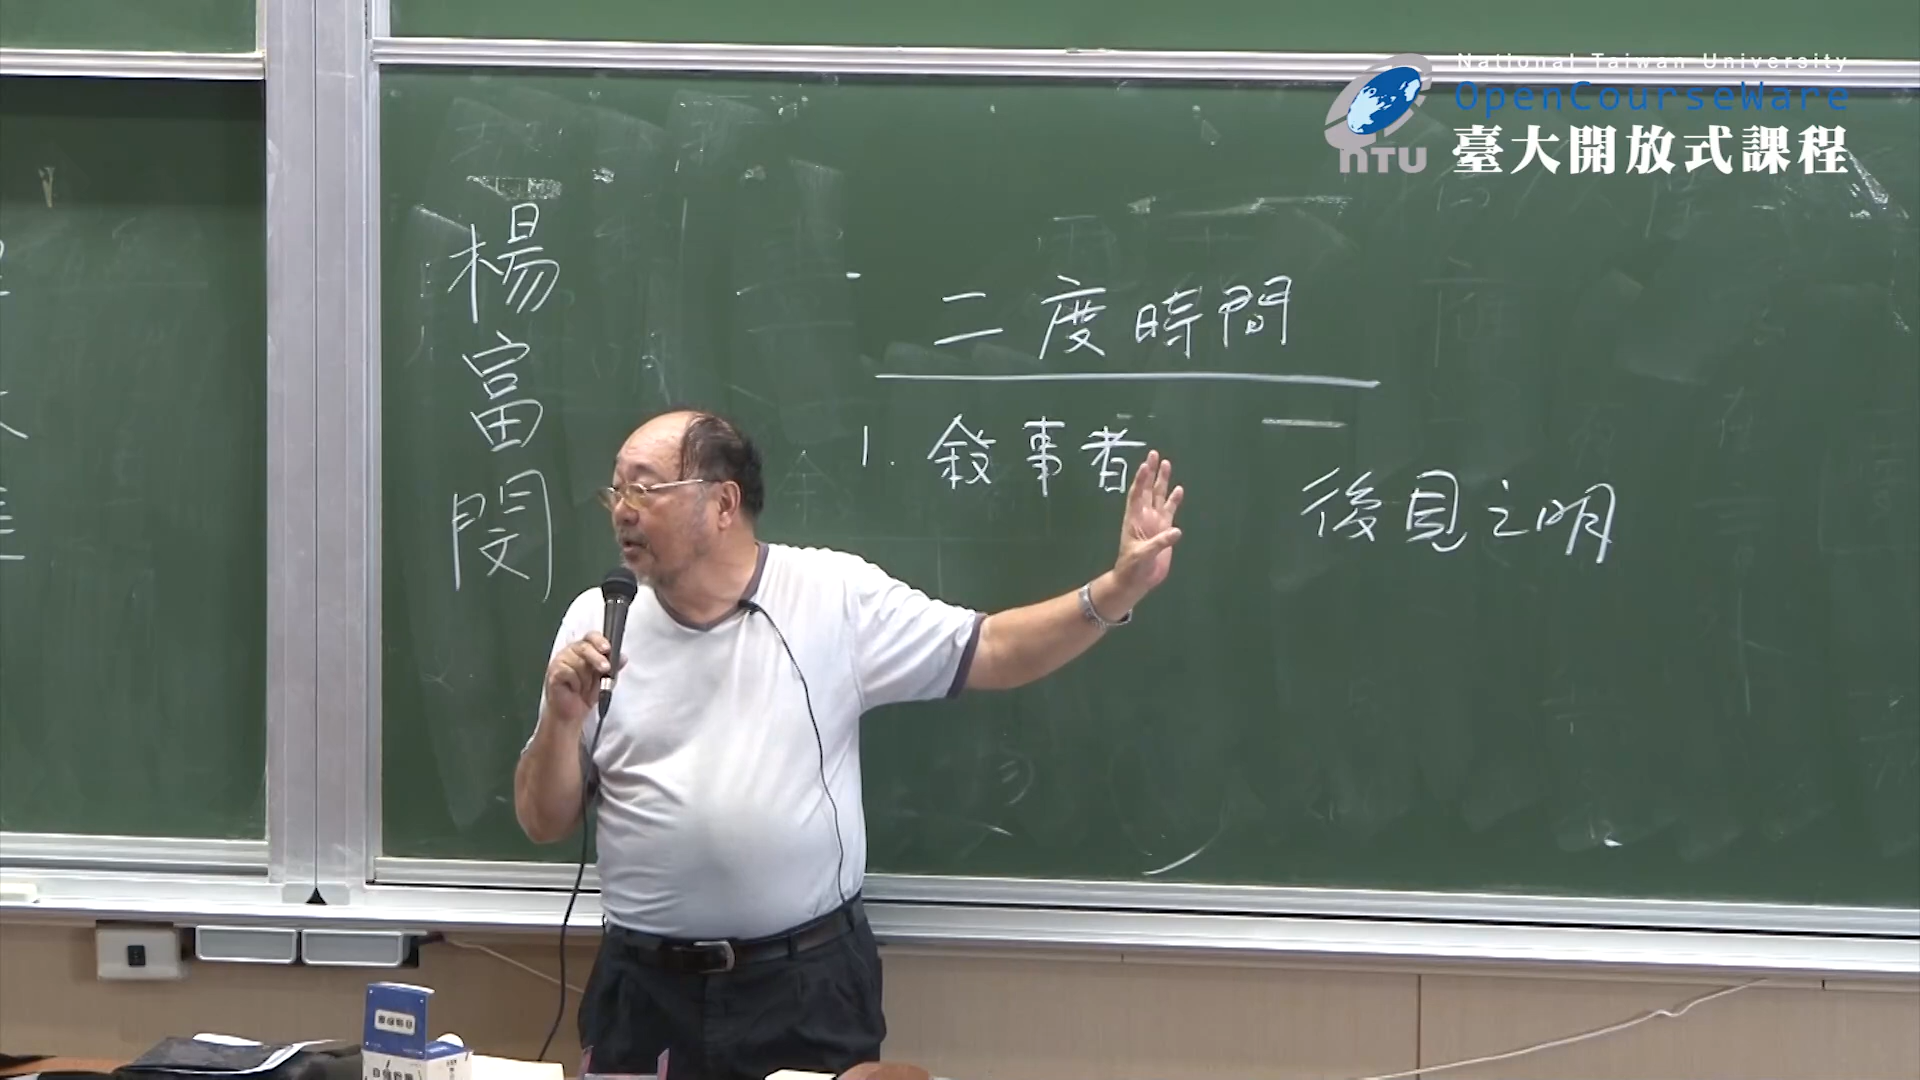 National Taiwan University
OpenCourseWare
臺大開放式課程
nTU
楊富閔
二度時間
1. 敘事者
後見之明